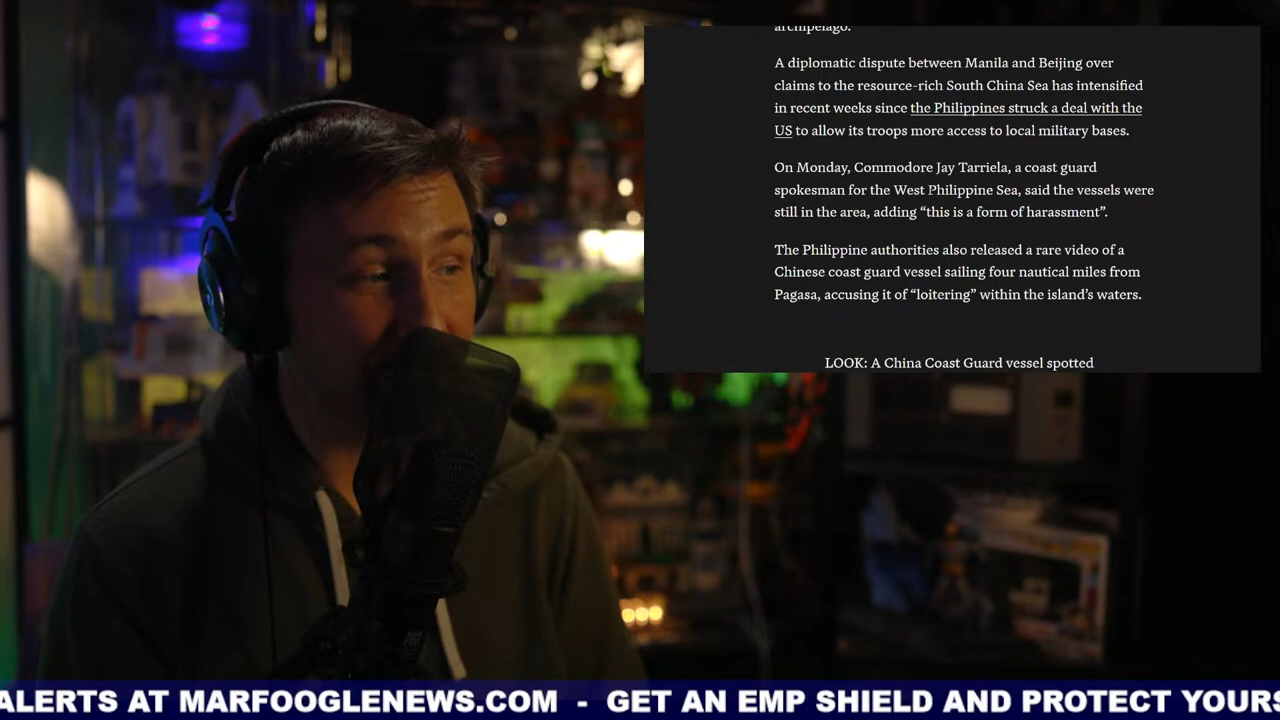 archipelago.
A diplomatic dispute between Manila and Beijing over
claims to the resource-rich South China Sea has intensified
in recent weeks since the Philippines struck a deal with the
US to allow its troops more access to local military bases.
On Monday, Commodore Jay Tarriela, a coast guard
spokesman for the West Philippine Sea, said the vessels were
still in the area, adding “this is a form of harassment”.
The Philippine authorities also released a rare video of a
Chinese coast guard vessel sailing four nautical miles from
Pagasa, accusing it of “loitering” within the island’s waters.
LOOK: A China Coast Guard vessel spotted
ALERTS AT MARFOOGLENEWS.COM - GET AN EMP SHIELD AND PROTECT YOURS